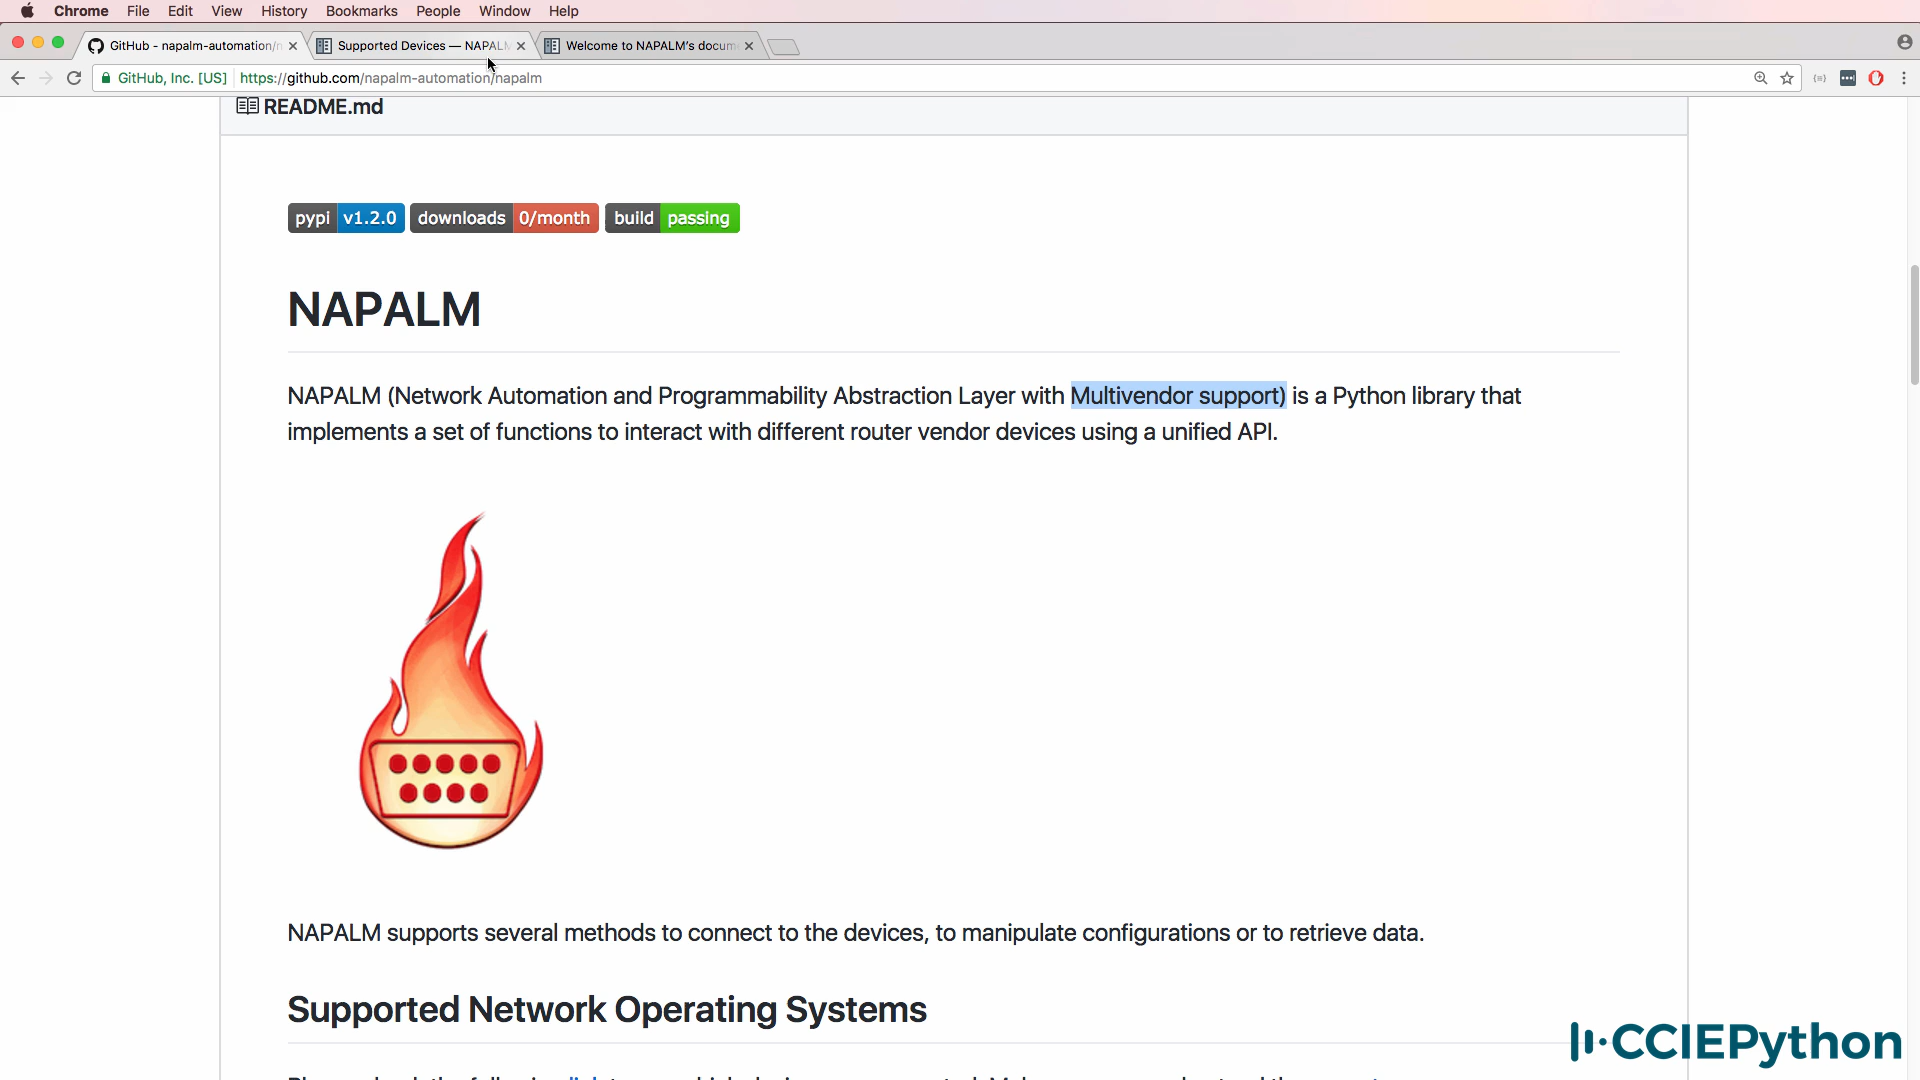 Chrome File Edit View History Bookmarks People Window Help
GitHub - napalm-automation/n Supported Devices — NAPALM Welcome to NAPALM's docum
GitHub, Inc. [US] https://github.com/napalm-automation/napalm
README.md
pypi v1.2.0 downloads 0/month build passing
NAPALM
NAPALM (Network Automation and Programmability Abstraction Layer with Multivendor support) is a Python library that
implements a set of functions to interact with different router vendor devices using a unified API.
NAPALM supports several methods to connect to the devices, to manipulate configurations or to retrieve data.
Supported Network Operating Systems
CCIEPython